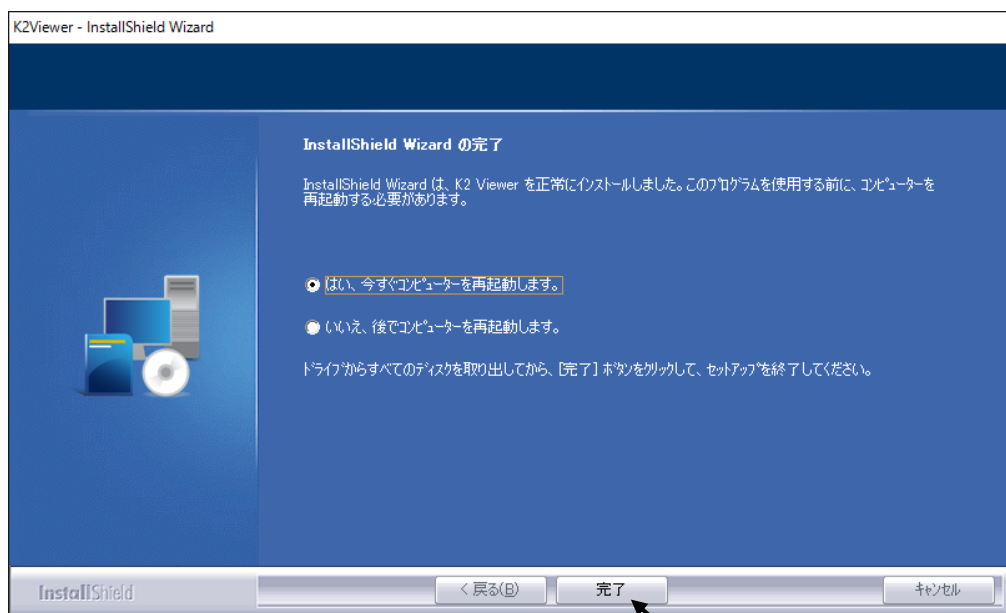 K2Viewer - InstallShield Wizard
InstallShield Wizard の完了
InstallShield Wizard は、K2 Viewer を正常にインストールしました。このプログラムを使用する前に、コンピューターを
再起動する必要があります。
はい、今すぐコンピューターを再起動します。
いいえ、後でコンピューターを再起動します。
ドライブからすべてのディスクを取り出してから、[完了] ボタンをクリックして、セットアップを終了してください。
InstallShield
< 戻る(B)
完了
キャンセル